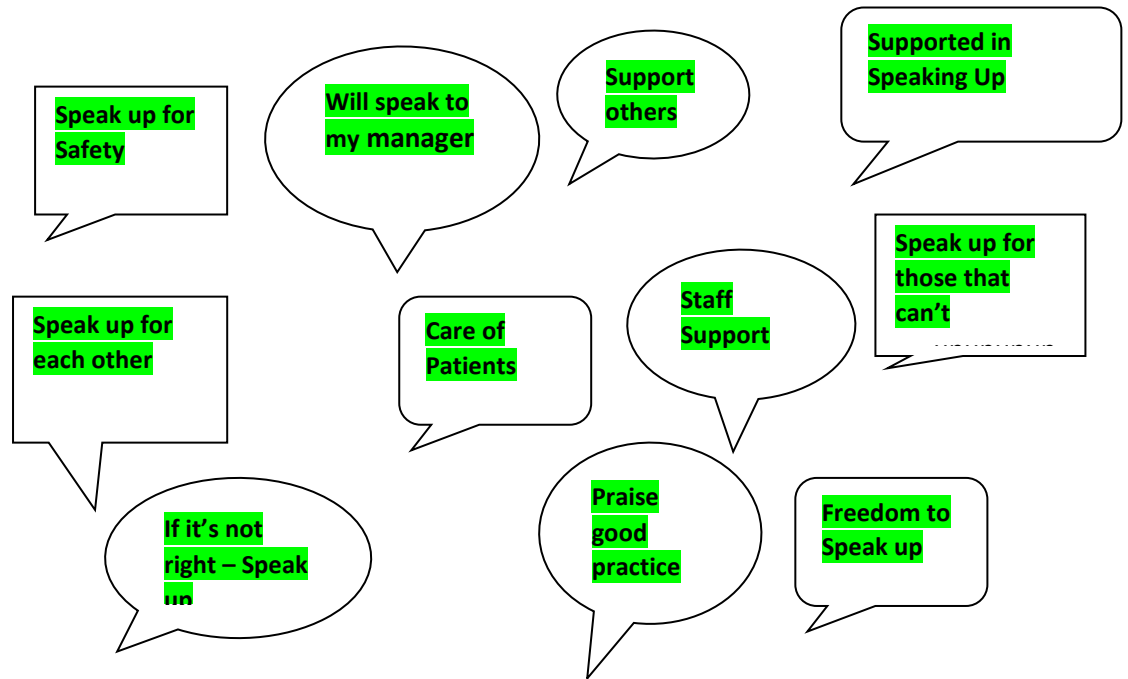 Speak up for
Safety
Will speak to
my manager
Support
others
Supported in
Speaking Up
Speak up for
each other
Care of
Patients
Staff
Support
Speak up for
those that
can’t
If it’s not
right – Speak
up
Praise
good
practice
Freedom to
Speak up